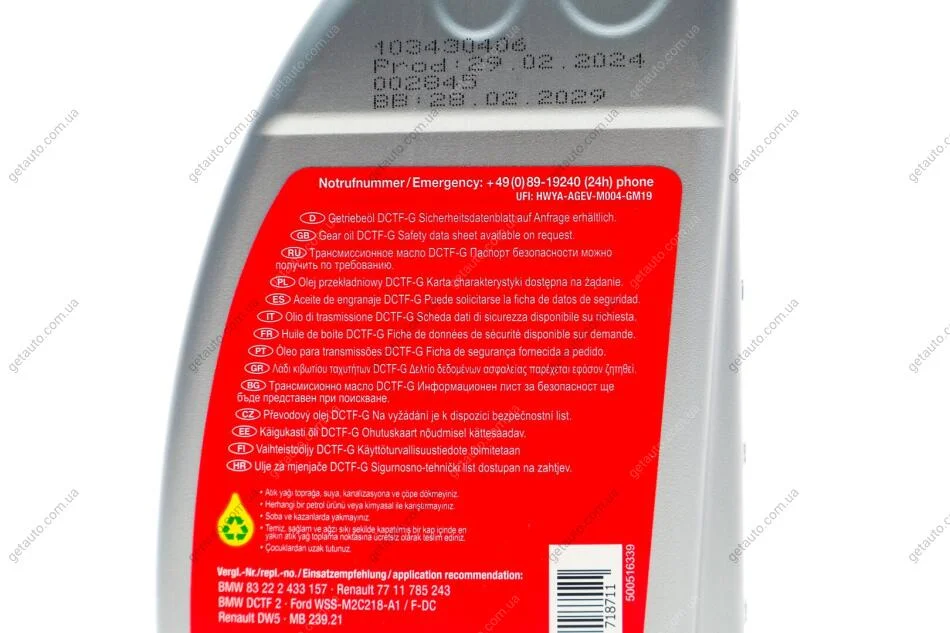 103430406
Prod:29.02.2024
002845
BB:28.02.2029
Notrufnummer/Emergency: +49(0)89-19240 (24h) phone
UFI: HWYA-AGEV-M004-GM19
D Getriebeöl DCTF-G Sicherheitsdatenblatt auf Anfrage erhältlich.
GB Gear oil DCTF-G Safety data sheet available on request.
RU Трансмиссионное масло DCTF-G Паспорт безопасности можно
получить по требованию.
PL Olej przekładniowy DCTF-G Karta charakterystyki dostępna na żądanie.
ES Aceite de engranaje DCTF-G Puede solicitarse la ficha de datos de seguridad.
IT Olio di trasmissione DCTF-G Scheda dati di sicurezza disponibile su richiesta.
FR Huile de boîte DCTF-G Fiche de données de sécurité disponible sur demande.
PT Óleo para transmissões DCTF-G Ficha de segurança fornecida a pedido.
GR Λάδι κιβωτίου ταχυτήτων DCTF-G Δελτίο δεδομένων ασφαλείας παρέχεται εφόσον ζητηθεί.
BG Трансмисионно масло DCTF-G Информационен лист за безопасност ще
бъде представен при поискване.
CZ Převodový olej DCTF-G Na vyžádání je k dispozici bezpečnostní list.
EE Käigukasti õli DCTF-G Ohutuskaart nõudmisel kättesaadav.
FI Vaihteistoöljy DCTF-G Käyttöturvallisuustiedote toimitetaan
HR Ulje za mjenjače DCTF-G Sigurnosno-tehnički list dostupan na zahtjev.
• Atık yağı toprağa, suya, kanalizasyona ve çöpe dökmeyiniz.
• Herhangi bir petrol ürünü veya kimyasal ile karıştırmayınız.
• Soba ve kazanlarda yakmayınız.
• Temiz, sağlam ve ağzı sıkı şekilde kapatılmış bir kap içinde en
yakın atık yağ toplama noktasına ücretsiz olarak teslim ediniz.
• Çocuklardan uzak tutunuz.
Vergl.-Nr./repl.-no./Einsatzempfehlung/application recommendation:
BMW 83 22 2 433 157 · Renault 77 11 785 243
BMW DCTF 2 · Ford WSS-M2C218-A1 / F-DC
Renault DW5 · MB 239.21
500516339
718711
getauto.com.ua